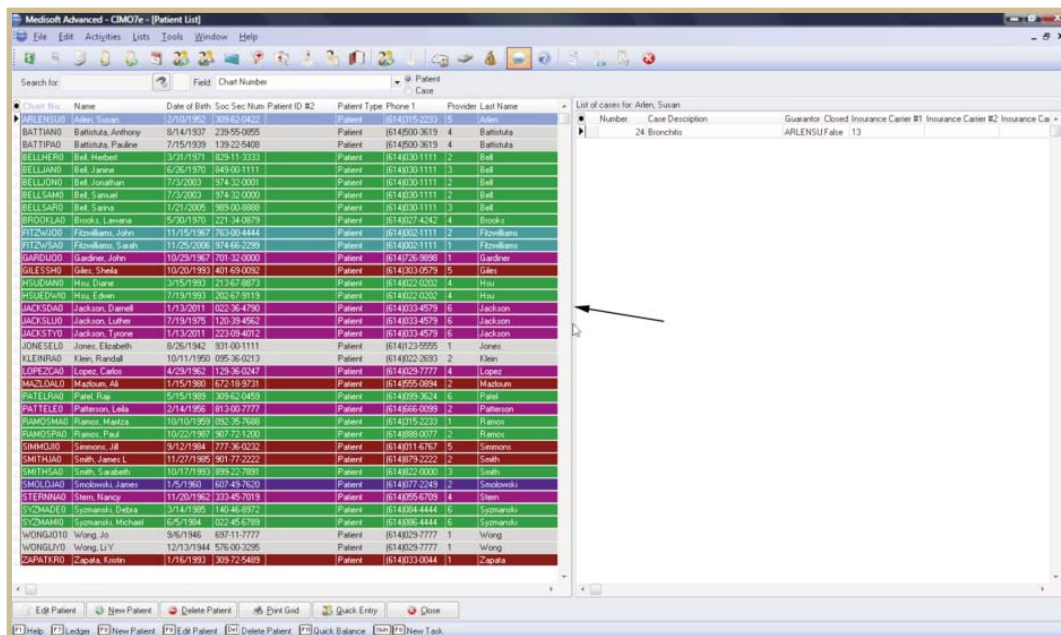 Medisoft Advanced - CIMO7e - [Patient List]
File Edit Activities Lists Tools Window Help
Search for: Field: Chart Number Patient
Case
Name Date of Birth Soc Sec Num Patient ID #2 Patient Type Phone 1 Provider Last Name
ARLENSU0 Arlen, Susan 2/10/1952 309-62-0422 Patient (614)315-2233 5 Arlen
BATTIAN0 Battistuta, Anthony 8/14/1937 239-55-0855 Patient (614)500-3619 4 Battistuta
BATTIPA0 Battistuta, Pauline 7/15/1939 139-22-5408 Patient (614)500-3619 4 Battistuta
BELLHER0 Bell, Herbert 3/31/1971 829-11-3333 Patient (614)030-1111 2 Bell
BELLJAN0 Bell, Janine 6/26/1970 849-00-1111 Patient (614)030-1111 3 Bell
BELLJON0 Bell, Jonathan 7/3/2003 974-32-0001 Patient (614)030-1111 2 Bell
BELLSAM0 Bell, Samuel 7/3/2003 974-32-0000 Patient (614)030-1111 2 Bell
BELLSAR0 Bell, Sarina 1/21/2005 989-00-8888 Patient (614)030-1111 3 Bell
BROOKLA0 Brooks, Lawana 5/30/1970 221-34-0879 Patient (614)027-4242 4 Brooks
FITZWJO0 Fitzwilliams, John 11/15/1967 763-00-4444 Patient (614)002-1111 2 Fitzwilliams
FITZWSA0 Fitzwilliams, Sarah 11/25/2006 974-66-2299 Patient (614)002-1111 1 Fitzwilliams
GARDIJO0 Gardiner, John 10/29/1967 701-32-0000 Patient (614)726-9898 1 Gardiner
GILESSH0 Giles, Sheila 10/20/1993 401-69-0092 Patient (614)303-0579 5 Giles
HSUDIAN0 Hsu, Diane 3/15/1993 213-67-8873 Patient (614)022-0202 4 Hsu
HSUEDWI0 Hsu, Edwin 7/19/1993 202-67-9119 Patient (614)022-0202 4 Hsu
JACKSDA0 Jackson, Darnell 1/13/2011 022-36-4790 Patient (614)033-4579 6 Jackson
JACKSLU0 Jackson, Luther 7/19/1975 120-39-4562 Patient (614)033-4579 6 Jackson
JACKSTY0 Jackson, Tyrone 1/13/2011 223-09-4012 Patient (614)033-4579 6 Jackson
JONESEL0 Jones, Elizabeth 8/26/1942 931-00-1111 Patient (614)123-5555 1 Jones
KLEINRA0 Klein, Randall 10/11/1950 095-36-0213 Patient (614)022-2693 2 Klein
LOPEZCA0 Lopez, Carlos 4/29/1962 129-36-0247 Patient (614)029-7777 4 Lopez
MAZLOAL0 Mazloum, Ali 1/15/1980 672-18-9731 Patient (614)555-0894 2 Mazloum
PATELRA0 Patel, Raji 5/15/1989 309-62-0459 Patient (614)099-3624 6 Patel
PATTELE0 Patterson, Leila 2/14/1956 813-00-7777 Patient (614)666-0099 2 Patterson
RAMOSMA0 Ramos, Maritza 10/10/1959 092-35-7688 Patient (614)315-2233 1 Ramos
RAMOSPA0 Ramos, Paul 10/22/1987 907-72-1200 Patient (614)888-0077 2 Ramos
SIMMOJI0 Simmons, Jill 9/12/1984 777-36-0232 Patient (614)011-6767 5 Simmons
SMITHJA0 Smith, James L 11/27/1985 901-77-2222 Patient (614)879-2222 2 Smith
SMITHSA0 Smith, Sarabeth 10/17/1993 899-22-7891 Patient (614)822-0000 3 Smith
SMOLOJA0 Smolowski, James 1/5/1960 607-49-7620 Patient (614)077-2249 2 Smolowski
STERNNA0 Stern, Nancy 11/20/1962 333-45-7019 Patient (614)055-6709 4 Stern
SYZMADE0 Syzmanski, Debra 3/14/1985 140-46-8972 Patient (614)084-4444 6 Syzmanski
SYZMAMI0 Syzmanski, Michael 6/5/1984 022-45-6789 Patient (614)086-4444 6 Syzmanski
WONGJO10 Wong, Jo 9/6/1946 697-11-7777 Patient (614)029-7777 1 Wong
WONGLIY0 Wong, Li Y 12/13/1944 576-00-3295 Patient (614)029-7777 1 Wong
ZAPATKR0 Zapata, Kristin 1/16/1993 309-72-5489 Patient (614)033-0044 1 Zapata
List of cases for: Arlen, Susan
Number Case Description Guarantor Closed Insurance Carrier #1 Insurance Carrier #2 Insurance Car
24 Bronchitis ARLENSU False 13
Edit Patient New Patient Delete Patient Print Grid Quick Entry Close
F1 Help F7 Ledger F8 New Patient F9 Edit Patient Del Delete Patient F11 Quick Balance New Task